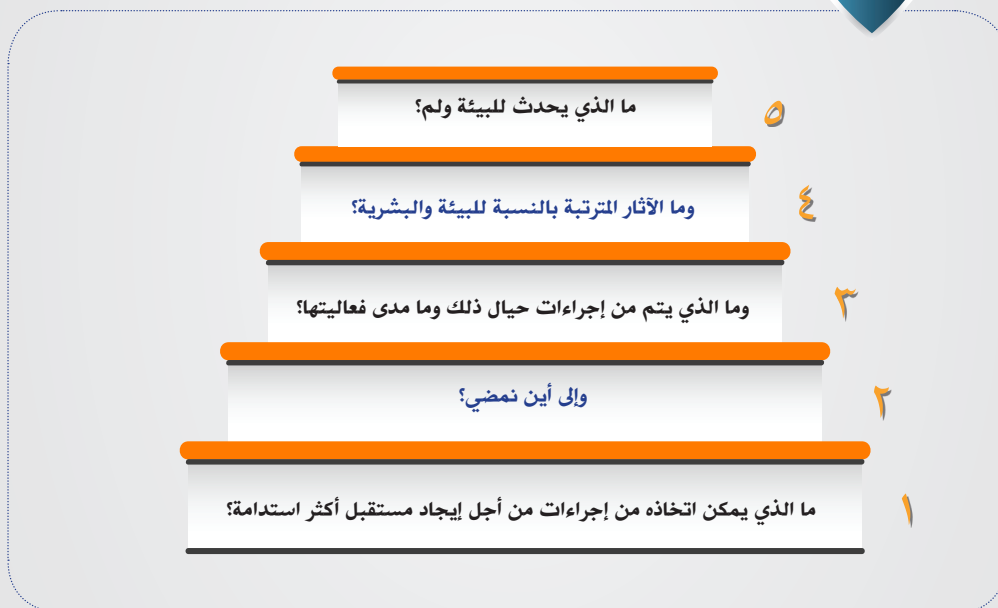 ما الذي يحدث للبيئة ولم؟
٥
وما الآثار المترتبة بالنسبة للبيئة والبشرية؟
٤
وما الذي يتم من إجراءات حيال ذلك وما مدى فعاليتها؟
٣
وإلى أين نمضي؟
٢
ما الذي يمكن اتخاذه من إجراءات من أجل إيجاد مستقبل أكثر استدامة؟
١